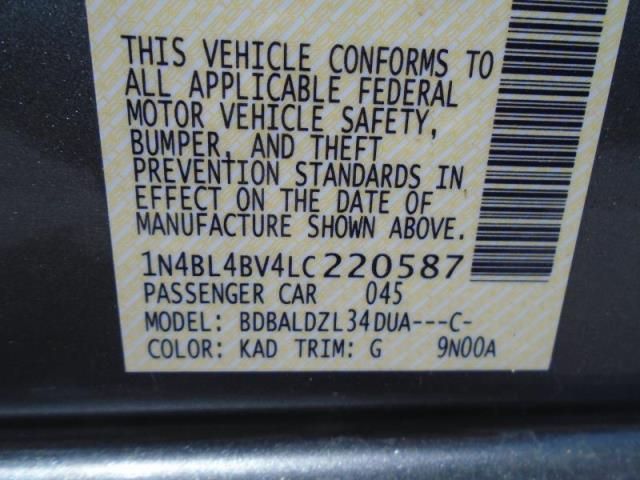 THIS VEHICLE CONFORMS TO
ALL APPLICABLE FEDERAL
MOTOR VEHICLE SAFETY,
BUMPER, AND THEFT
PREVENTION STANDARDS IN
EFFECT ON THE DATE OF
MANUFACTURE SHOWN ABOVE.
1N4BL4BV4LC220587
PASSENGER CAR 045
MODEL: BDBALDZL34DUA---C-
COLOR: KAD TRIM: G 9N00A